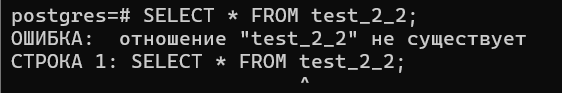 postgres=# SELECT * FROM test_2_2;
ОШИБКА:  отношение "test_2_2" не существует
СТРОКА 1: SELECT * FROM test_2_2;
                        ^